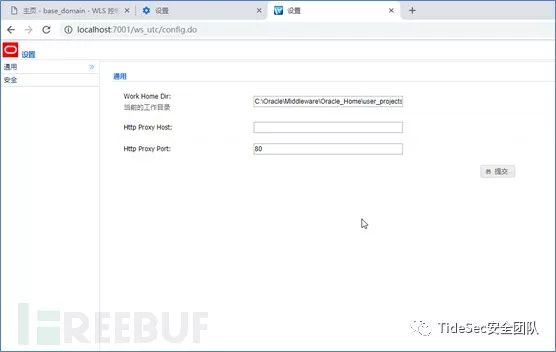 主页 - base_domain - WLS 控制
设置
设置
localhost:7001/ws_utc/config.do
设置
通用
安全
通用
Work Home Dir:
当前的工作目录
C:\Oracle\Middleware\Oracle_Home\user_projects
Http Proxy Host:
Http Proxy Port:
80
提交
REEBUF
TideSec安全团队